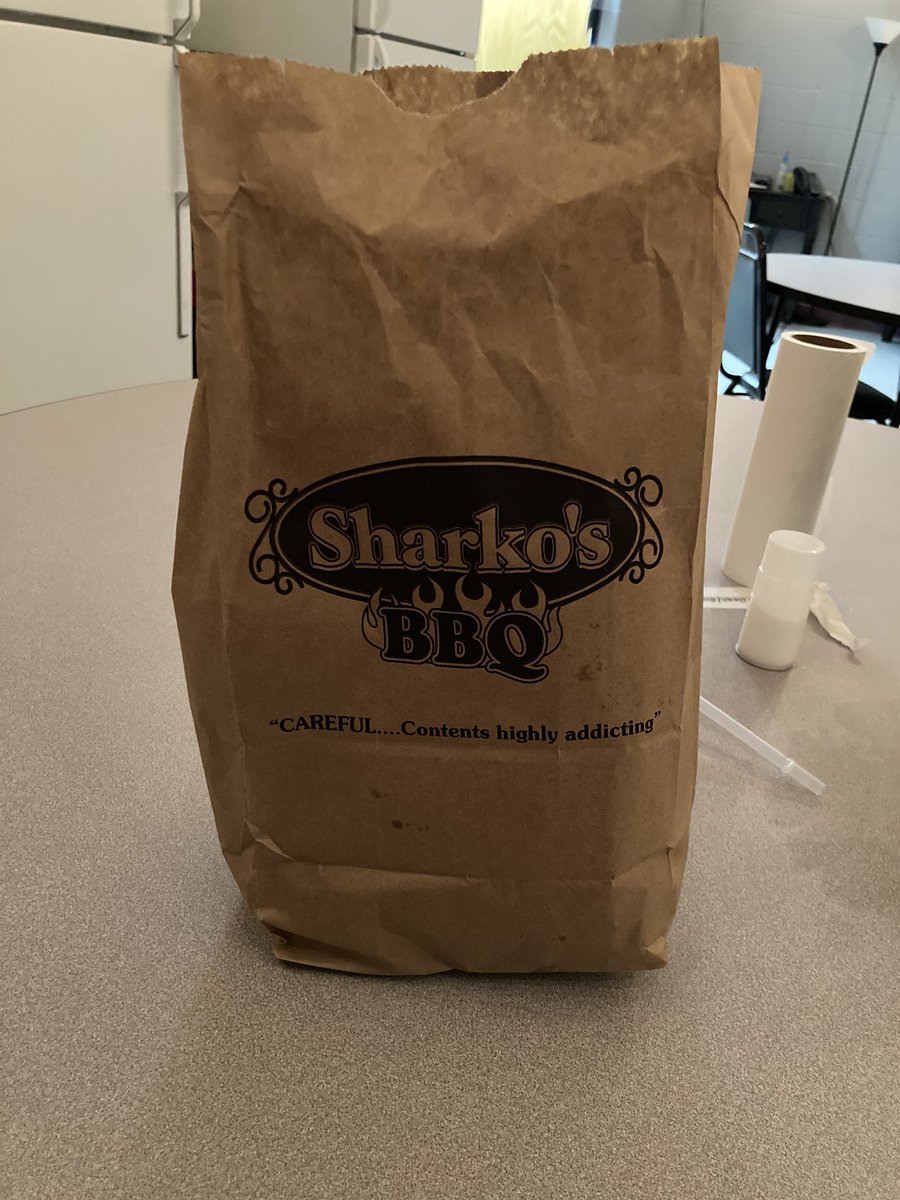 Sharko's
BBQ
“CAREFUL....Contents highly addicting”